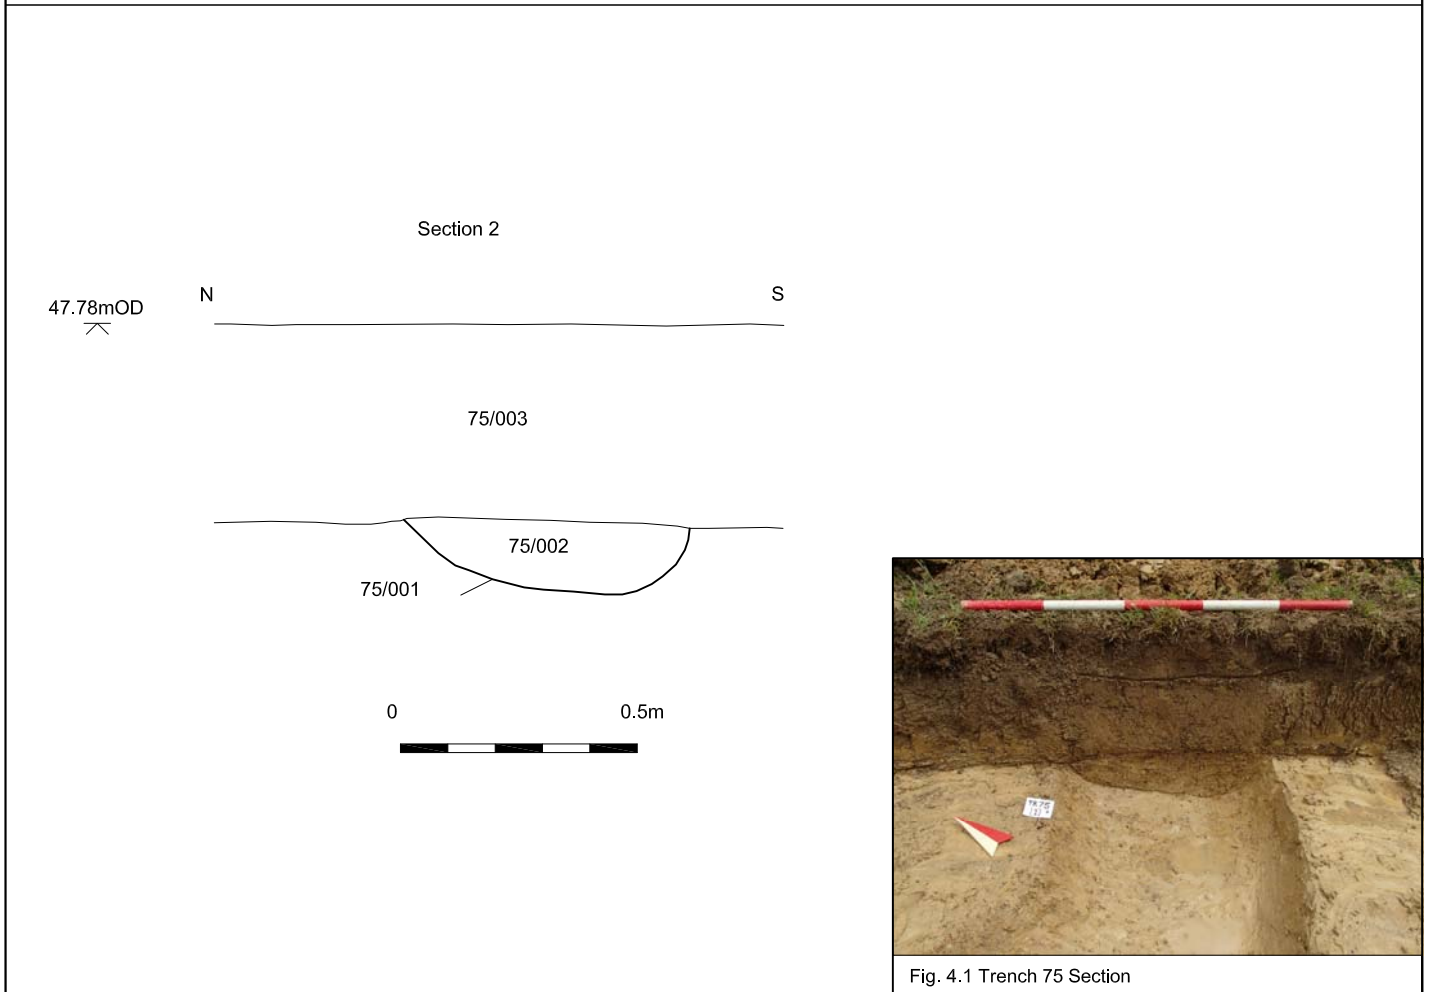 Section 2
N
S
47.78mOD
75/003
75/002
75/001
0
0.5m
Fig. 4.1 Trench 75 Section